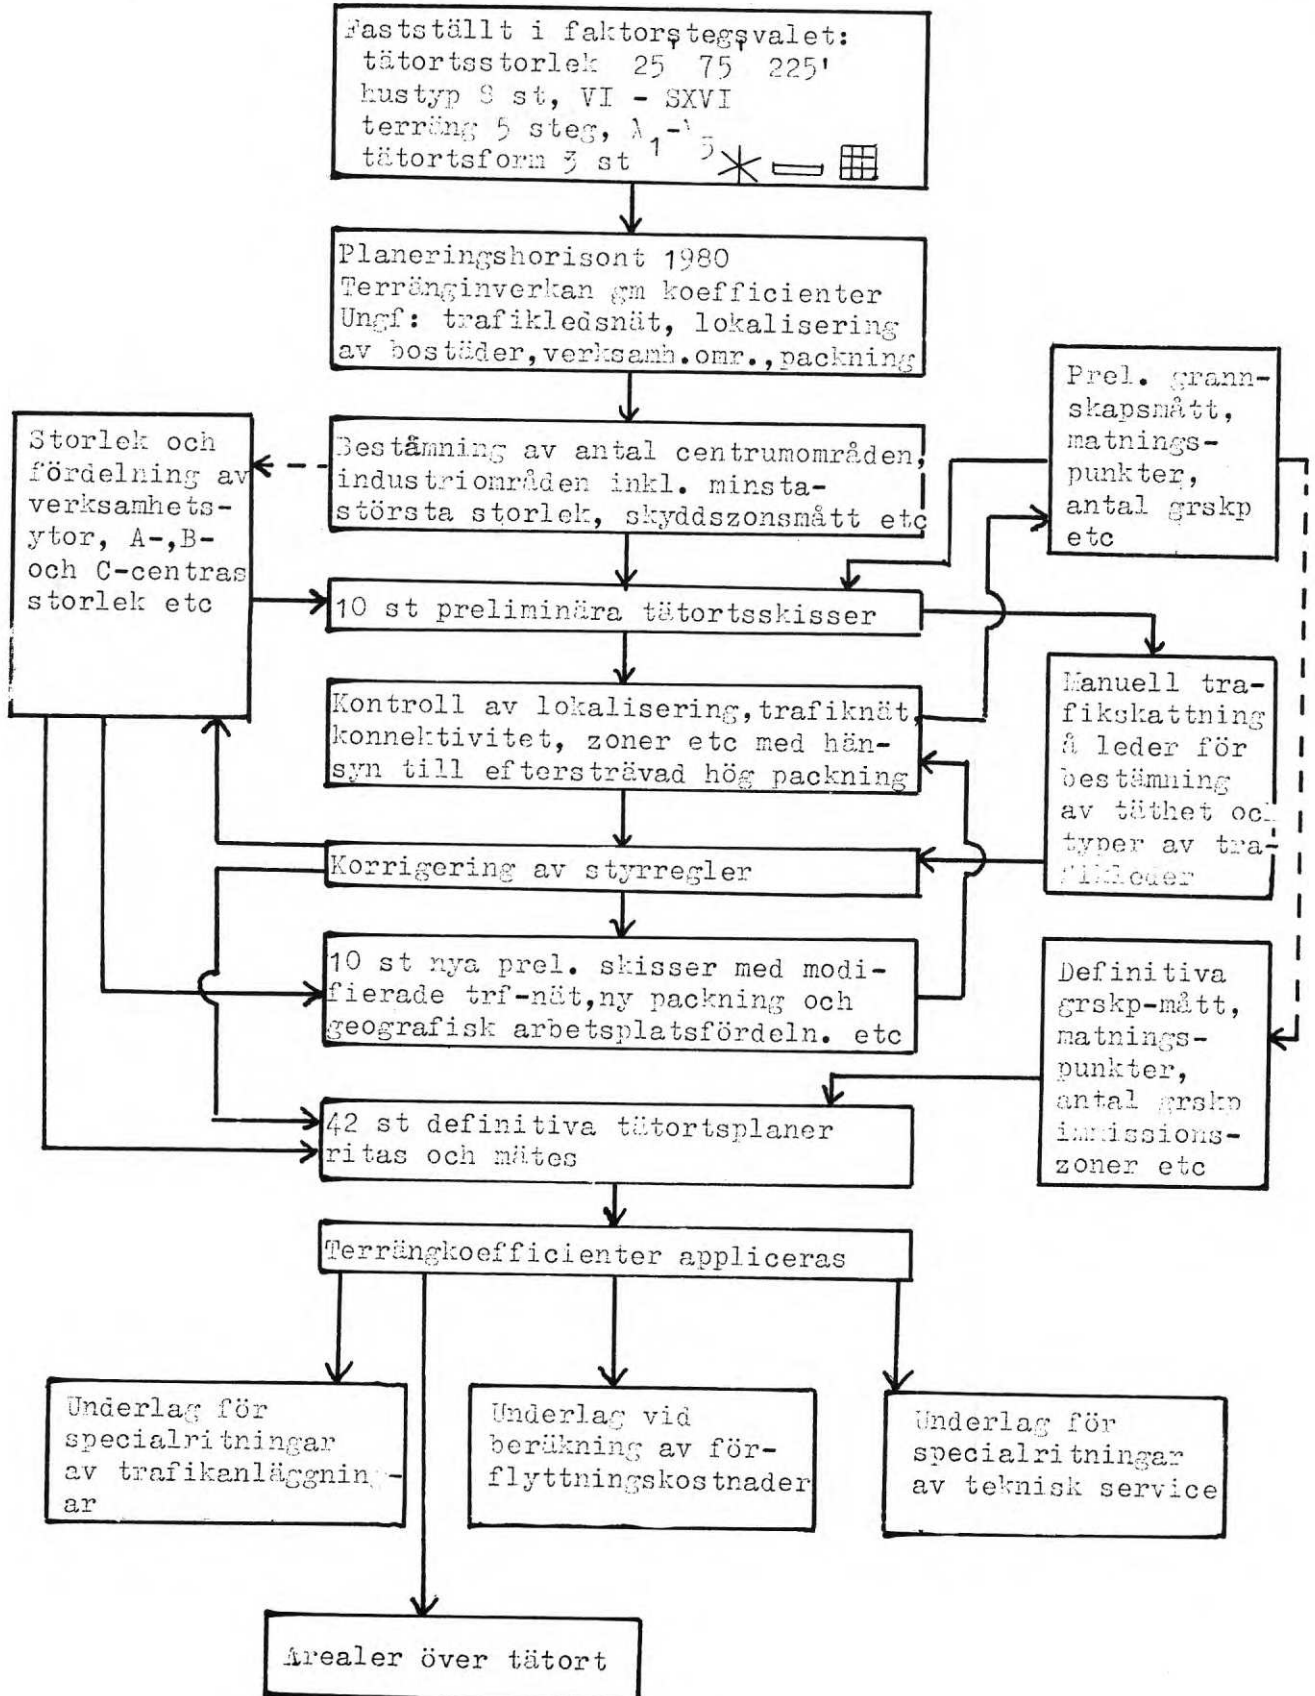 Fastställt i faktorstegsvalet:
tätortsstorlek 25 75 225'
hustyp 8 st, VI - SXVI
terräng 5 steg, λ1-λ5
tätortsform 3 st
Planeringshorisont 1980
Terränginverkan gm koefficienter
Ungf: trafikledsnät, lokalisering
av bostäder, verksamh.omr., packning
Storlek och
fördelning av
verksamhets-
ytor, A-,B-
och C-centras
storlek etc
Bestämning av antal centrumområden,
industriområden inkl. minsta-
största storlek, skyddszonsmått etc
Prel. grann-
skapsmått,
matnings-
punkter,
antal grskp
etc
10 st preliminära tätortsskisser
Kontroll av lokalisering, trafiknät,
konnektivitet, zoner etc med hän-
syn till eftersträvad hög packning
Manuell tra-
fikskattning
å leder för
bestämning
av täthet och
typer av tra-
fikleder
Korrigering av styrregler
10 st nya prel. skisser med modi-
fierade trf-nät, ny packning och
geografisk arbetsplatsfördeln. etc
Definitiva
grskp-mått,
matnings-
punkter,
antal grskp
immissions-
zoner etc
42 st definitiva tätortsplaner
ritas och mätes
Terrängkoefficienter appliceras
Underlag för
specialritningar
av trafikanläggning-
ar
Underlag vid
beräkning av för-
flyttningskostnader
Underlag för
specialritningar
av teknisk service
Arealer över tätort